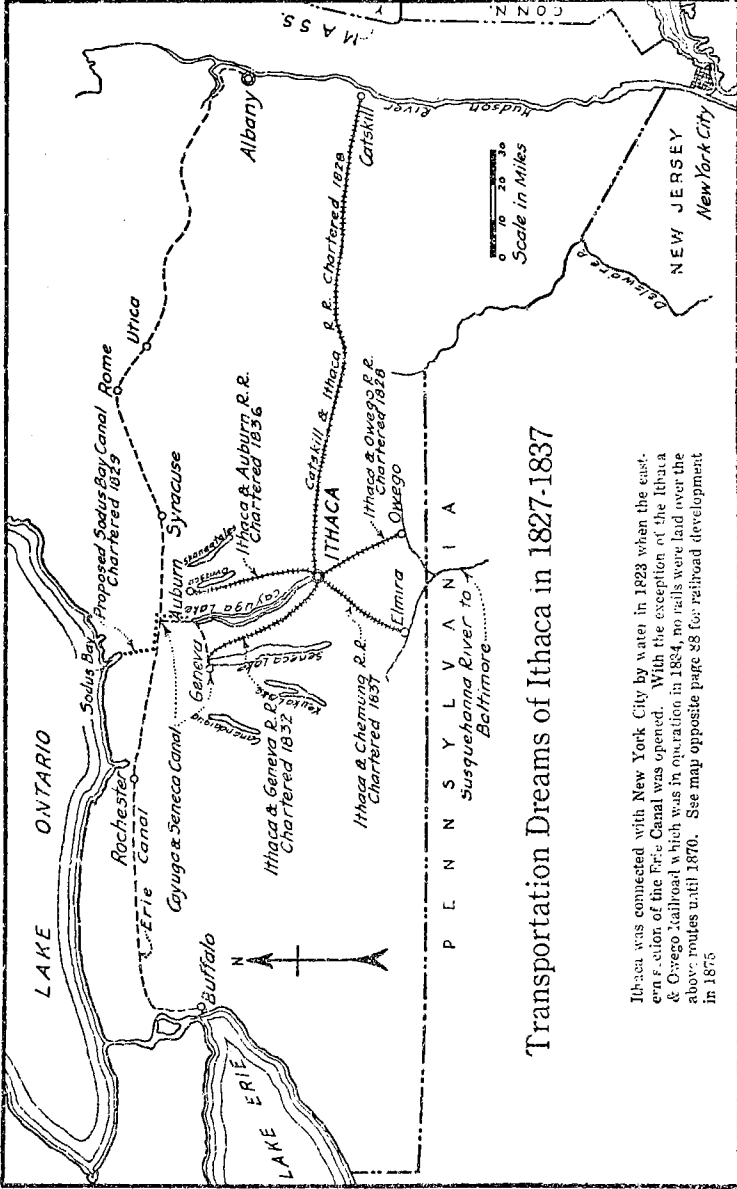 LAKE ONTARIO
MASS.
CONN.
N Y
Albany
Catskill
Hudson River
Utica
Rome
Proposed Sodus Bay Canal
Chartered 1829
Sodus Bay
Syracuse
Rochester
Erie Canal
Auburn
Skaneateles
Owasco
Ithaca & Auburn R.R.
Chartered 1836
Catskill & Ithaca R.R. Chartered 1828
Cayuga Lake
ITHACA
Geneva
Seneca Lake
Keuka Lake
Canandaigua
Cayuga & Seneca Canal
Ithaca & Geneva R.R.
Chartered 1832
Ithaca & Owego R.R.
Chartered 1828
Owego
Elmira
Ithaca & Chemung R.R.
Chartered 1837
Buffalo
LAKE ERIE
N
0 10 20 30
Scale in Miles
NEW JERSEY
New York City
Delaware R.
PENNSYLVANIA
Susquehanna River to
Baltimore
Transportation Dreams of Ithaca in 1827-1837
Ithaca was connected with New York City by water in 1823 when the east-
ern section of the Erie Canal was opened. With the exception of the Ithaca
& Owego Railroad which was in operation in 1834, no rails were laid over the
above routes until 1870. See map opposite page 88 for railroad development
in 1875